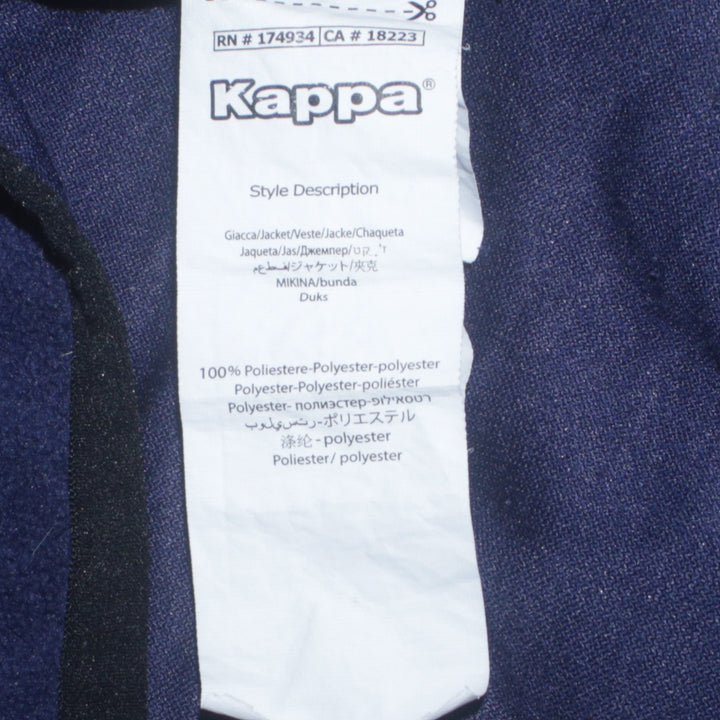 RN # 174934 CA # 18223
Kappa®
Style Description
Giacca/Jacket/Veste/Jacke/Chaqueta
Jaqueta/Jas/Джемпер/
ジャケット/夾克
MIKINA/bunda
Duks
100% Poliestere-Polyester-polyester
Polyester-Polyester-poliéster
Polyester- полиэстер-
-ポリエステル
涤纶-polyester
Poliester/ polyester